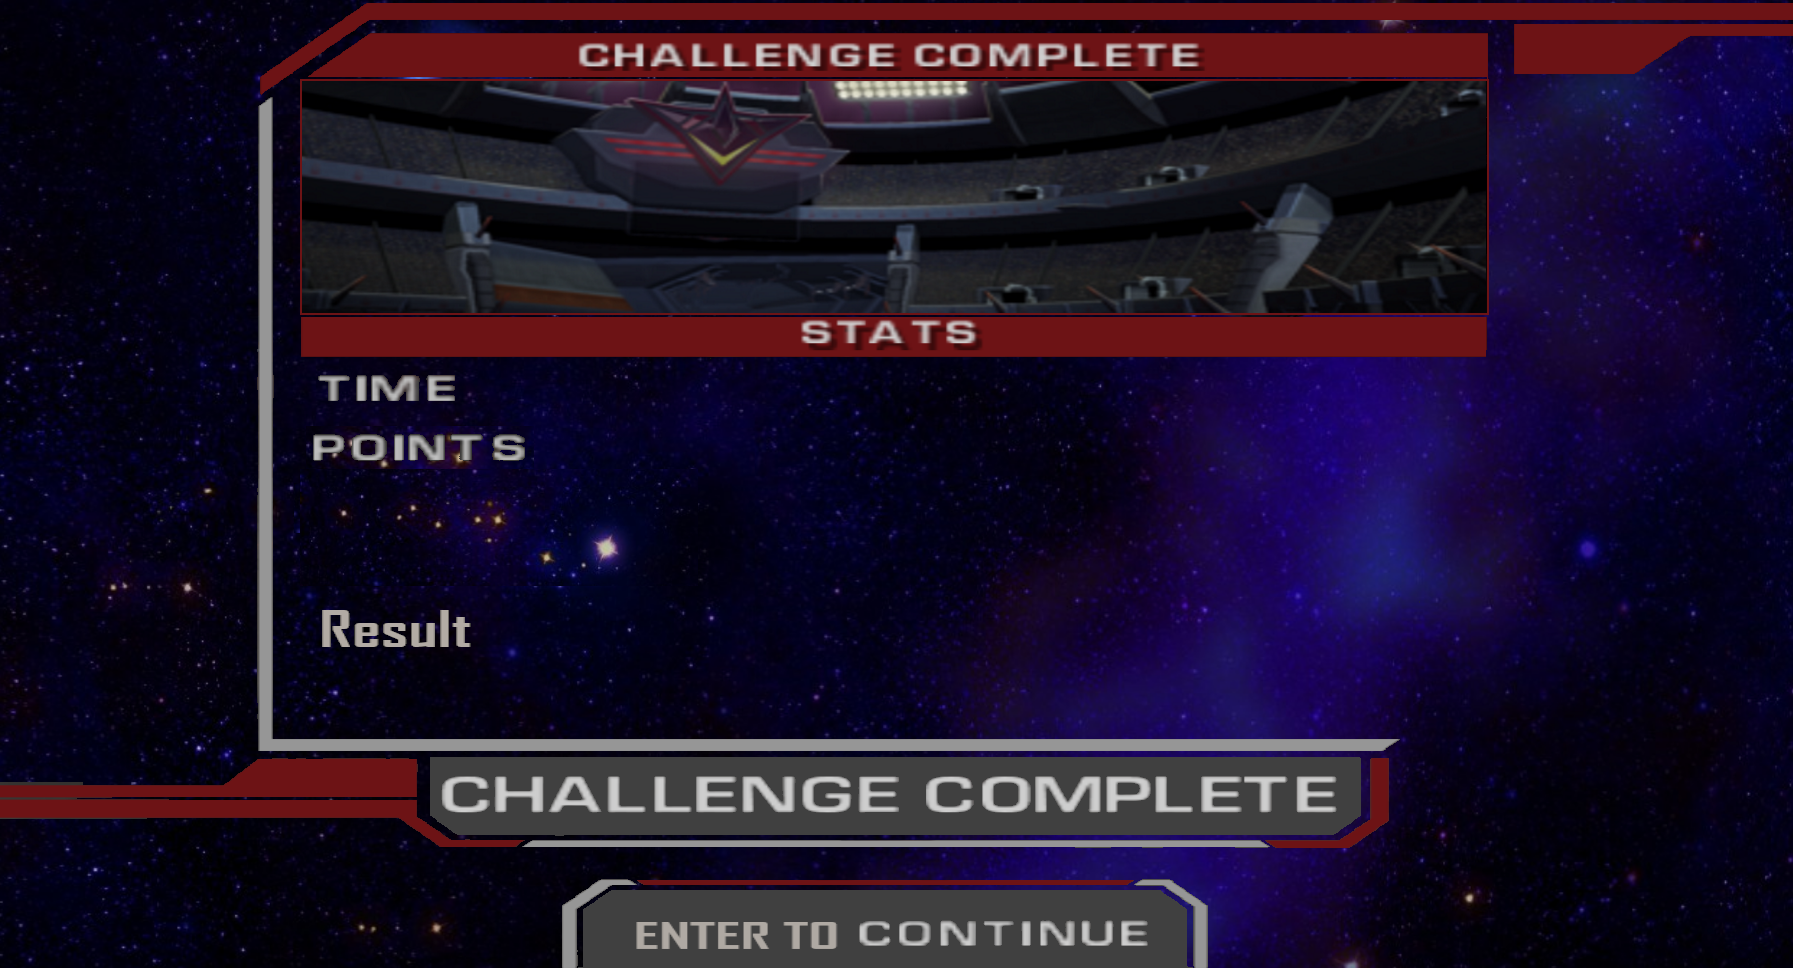 CHALLENGE COMPLETE
STATS
TIME
POINTS
Result
CHALLENGE COMPLETE
ENTER TO CONTINUE